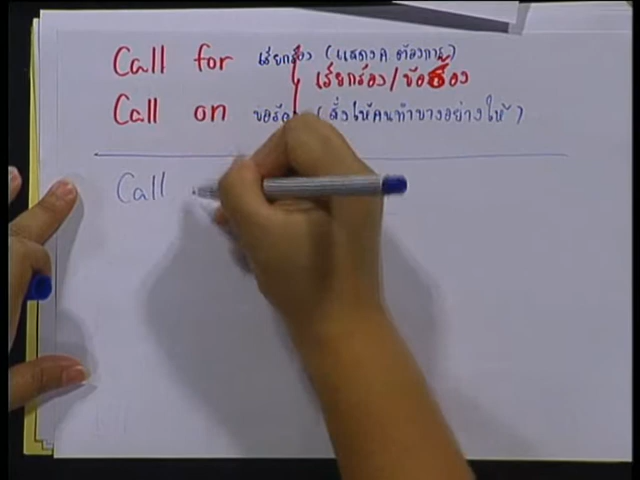 Call for เรียกร้อง (แสดงค ต้องการ)
เรียกร้อง / ข้อร้อง
Call on ขอร้อง (สั่งให้คนทำบางอย่างให้)
Call